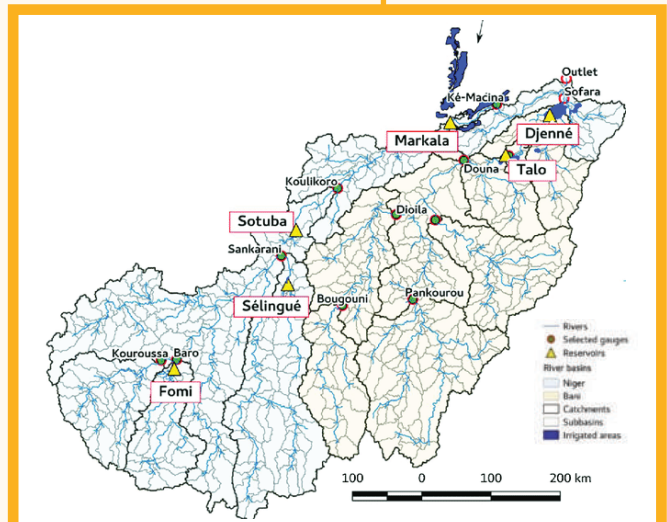 Outlet
Sofara
Ké-Macina
Djenné
Markala
Talo
Douna
Koulikoro
Dioila
Sotuba
Sankarani
Sélingué
Bougouni
Pankourou
Kouroussa Baro
Fomi
Rivers
Selected gauges
Reservoirs
River basins
Niger
Bani
Catchments
Subbasins
Irrigated areas
100 0 100 200 km